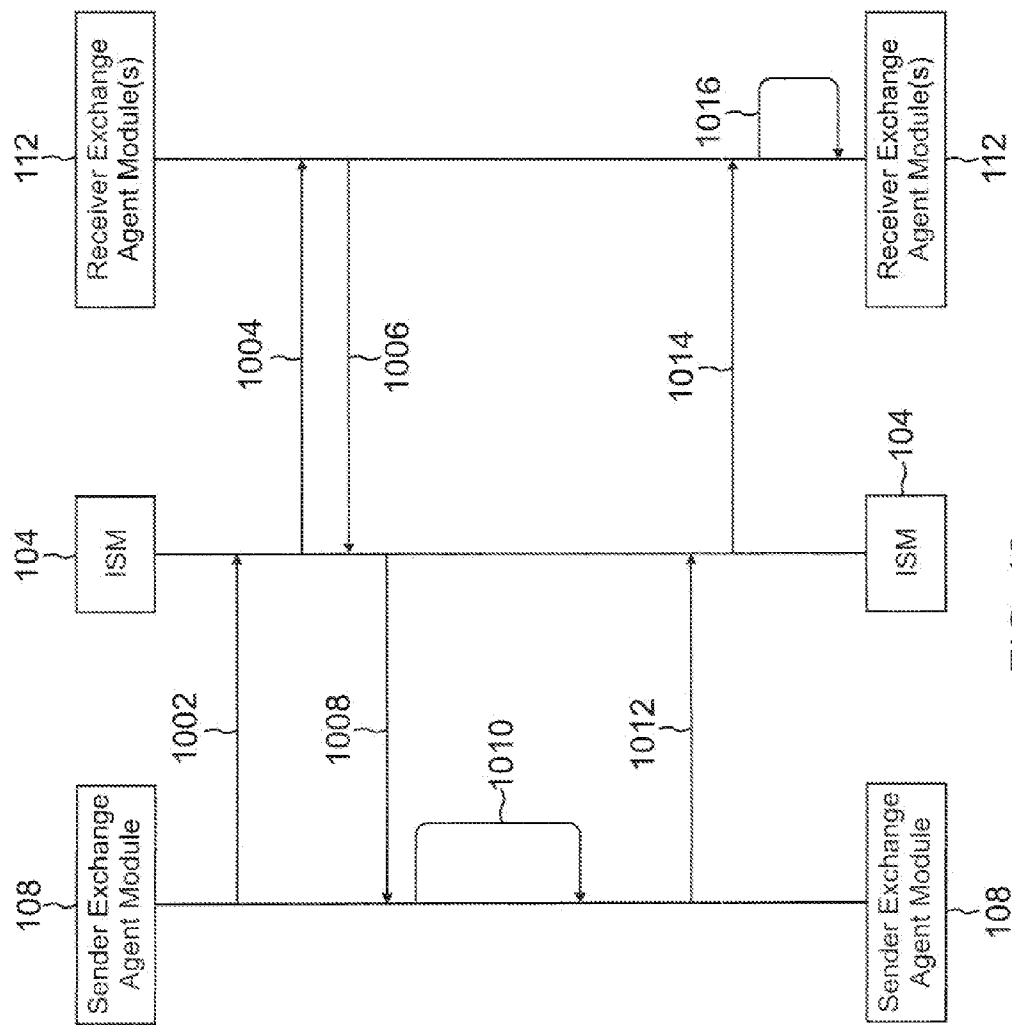 108
104
112
Sender Exchange
Agent Module
ISM
Receiver Exchange
Agent Module(s)
1002
1004
1006
1008
1010
1012
1014
1016
Sender Exchange
Agent Module
ISM
104
Receiver Exchange
Agent Module(s)
108
112